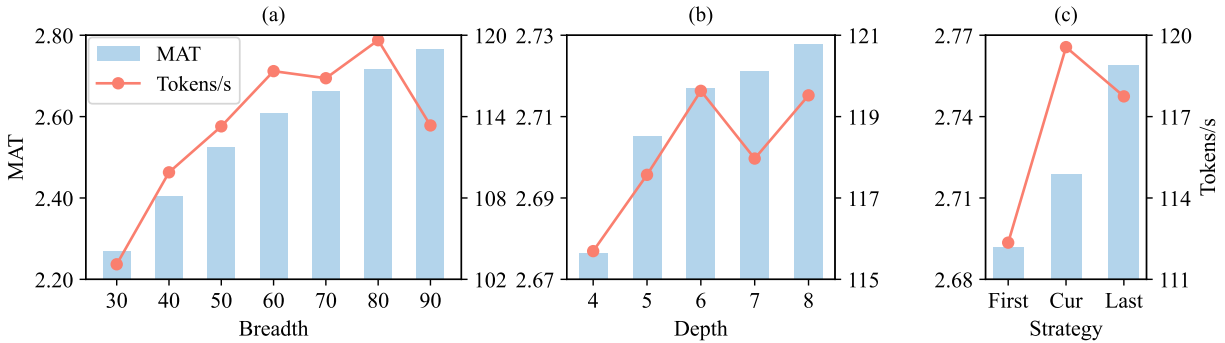 (a)
2.80
2.60
2.40
2.20
MAT
MAT
Tokens/s
120
114
108
102
30 40 50 60 70 80 90
Breadth
(b)
2.73
2.71
2.69
2.67
121
119
117
115
4 5 6 7 8
Depth
(c)
2.77
2.74
2.71
2.68
120
117
114
111
Tokens/s
First Cur Last
Strategy